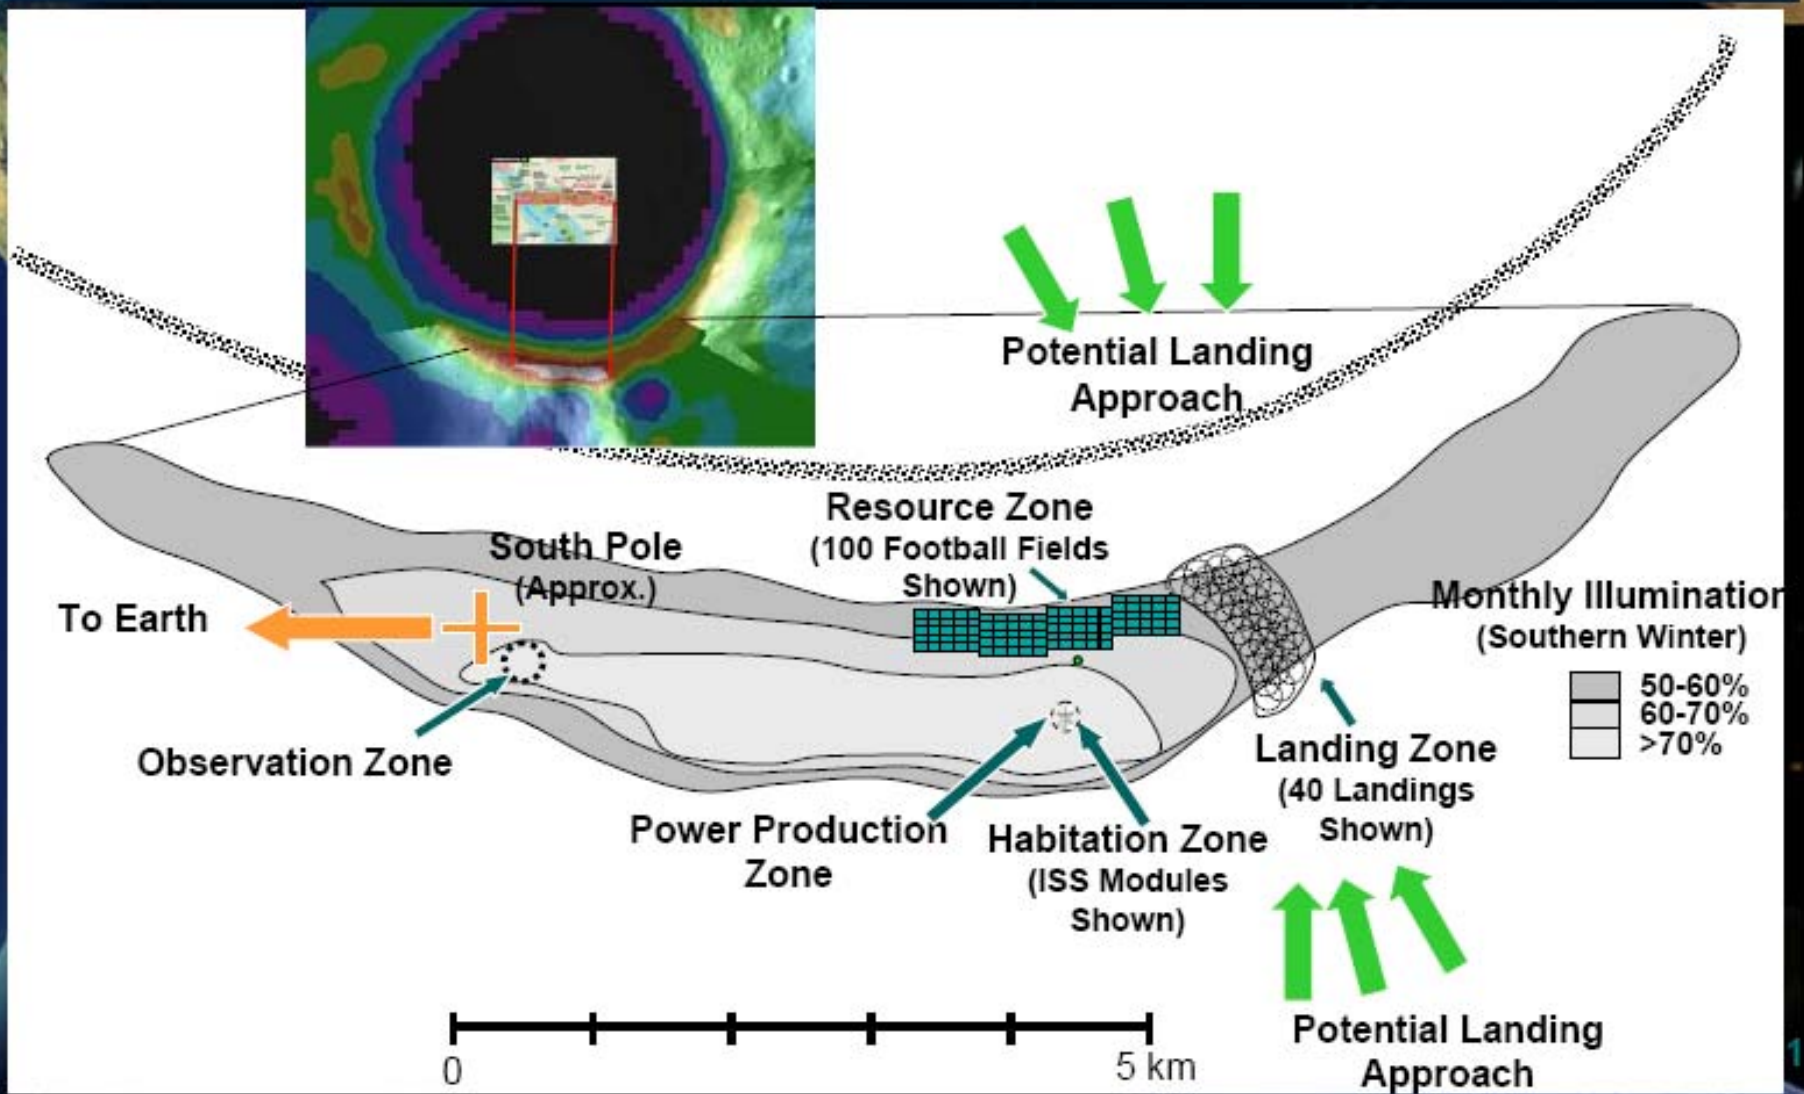 Potential Landing
Approach
Resource Zone
(100 Football Fields
Shown)
South Pole
(Approx.)
To Earth
Monthly Illumination
(Southern Winter)
50-60%
60-70%
>70%
Observation Zone
Landing Zone
(40 Landings
Shown)
Power Production
Zone
Habitation Zone
(ISS Modules
Shown)
Potential Landing
Approach
0
5 km
1